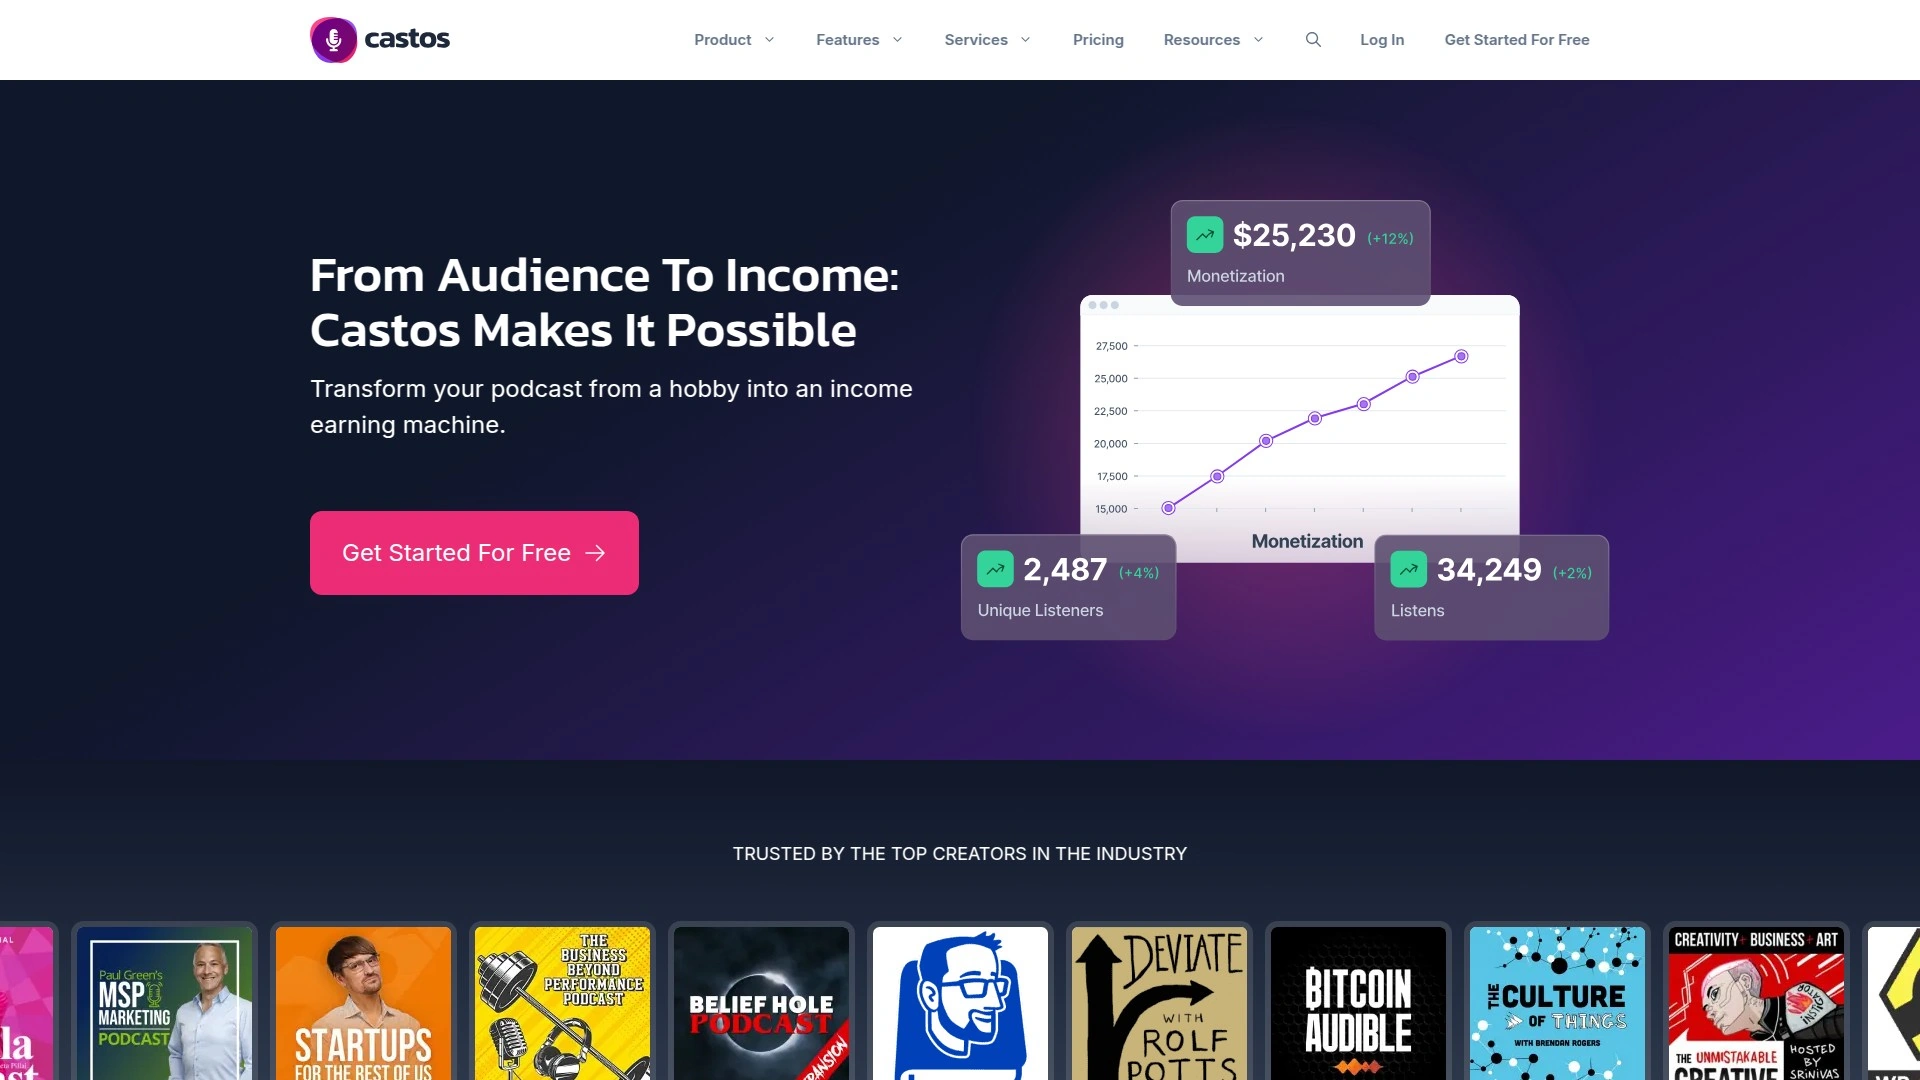 castos
Product
Features
Services
Pricing
Resources
Log In
Get Started For Free
From Audience To Income:
Castos Makes It Possible
Transform your podcast from a hobby into an income
earning machine.
Get Started For Free
$25,230 (+12%)
Monetization
27,500
25,000
22,500
20,000
17,500
15,000
Monetization
2,487 (+4%)
Unique Listeners
34,249 (+2%)
Listens
TRUSTED BY THE TOP CREATORS IN THE INDUSTRY
Paul Green's
MSP
MARKETING
PODCAST
STARTUPS
FOR THE REST OF US
THE
BUSINESS
BEYOND
PERFORMANCE
PODCAST
BELIEF HOLE
PODCAST
DEVIATE
WITH
ROLF
POTTS
BITCOIN
AUDIBLE
THE CULTURE
OF THINGS
WITH BRENDAN ROGERS
CREATIVITY + BUSINESS + ART
THE UNMISTAKABLE
CREATIVE
HOSTED
BY
SRINIVAS